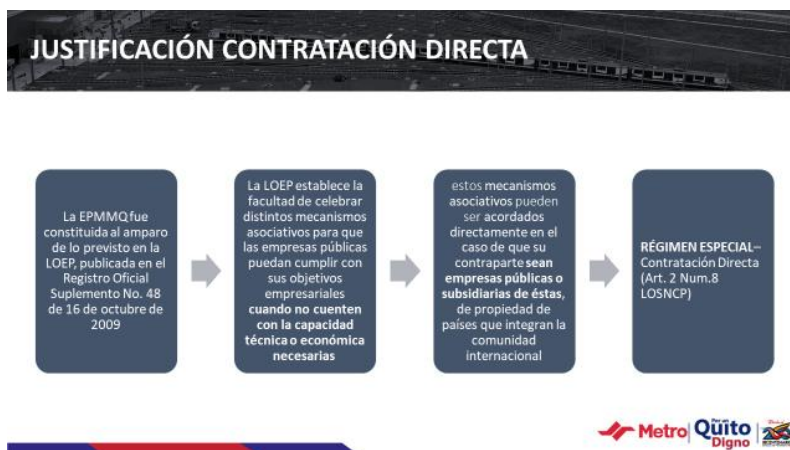 JUSTIFICACIÓN CONTRATACIÓN DIRECTA
La EPMMQ fue
constituida al amparo
de lo previsto en la
LOEP, publicada en el
Registro Oficial
Suplemento No. 48
de 16 de octubre de
2009
La LOEP establece la
facultad de celebrar
distintos mecanismos
asociativos para que
las empresas públicas
puedan cumplir con
sus objetivos
empresariales
cuando no cuenten
con la capacidad
técnica o económica
necesarias
estos mecanismos
asociativos pueden
ser acordados
directamente en el
caso de que su
contraparte sean
empresas públicas o
subsidiarias de éstas,
de propiedad de
países que integran la
comunidad
internacional
RÉGIMEN ESPECIAL–
Contratación Directa
(Art. 2 Num.8
LOSNCP)
Metro
Por un
Quito
Digno